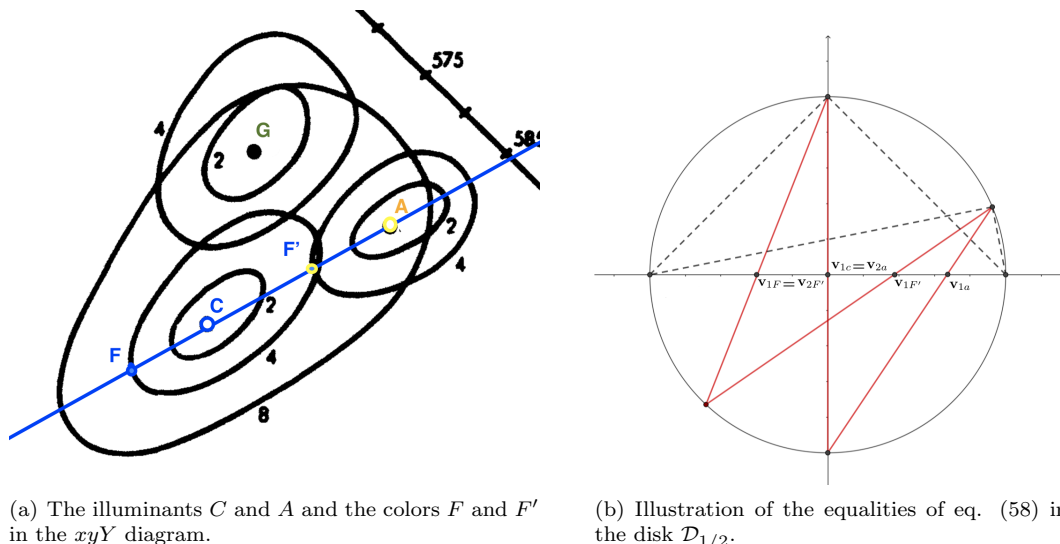 575
585
4
G
2
A
2
4
F'
C
2
F
4
8
v1c=v2a
v1F=v2F' v1F' v1a
(a) The illuminants C and A and the colors F and F′
in the xyY diagram.
(b) Illustration of the equalities of eq. (58) in
the disk D1/2.